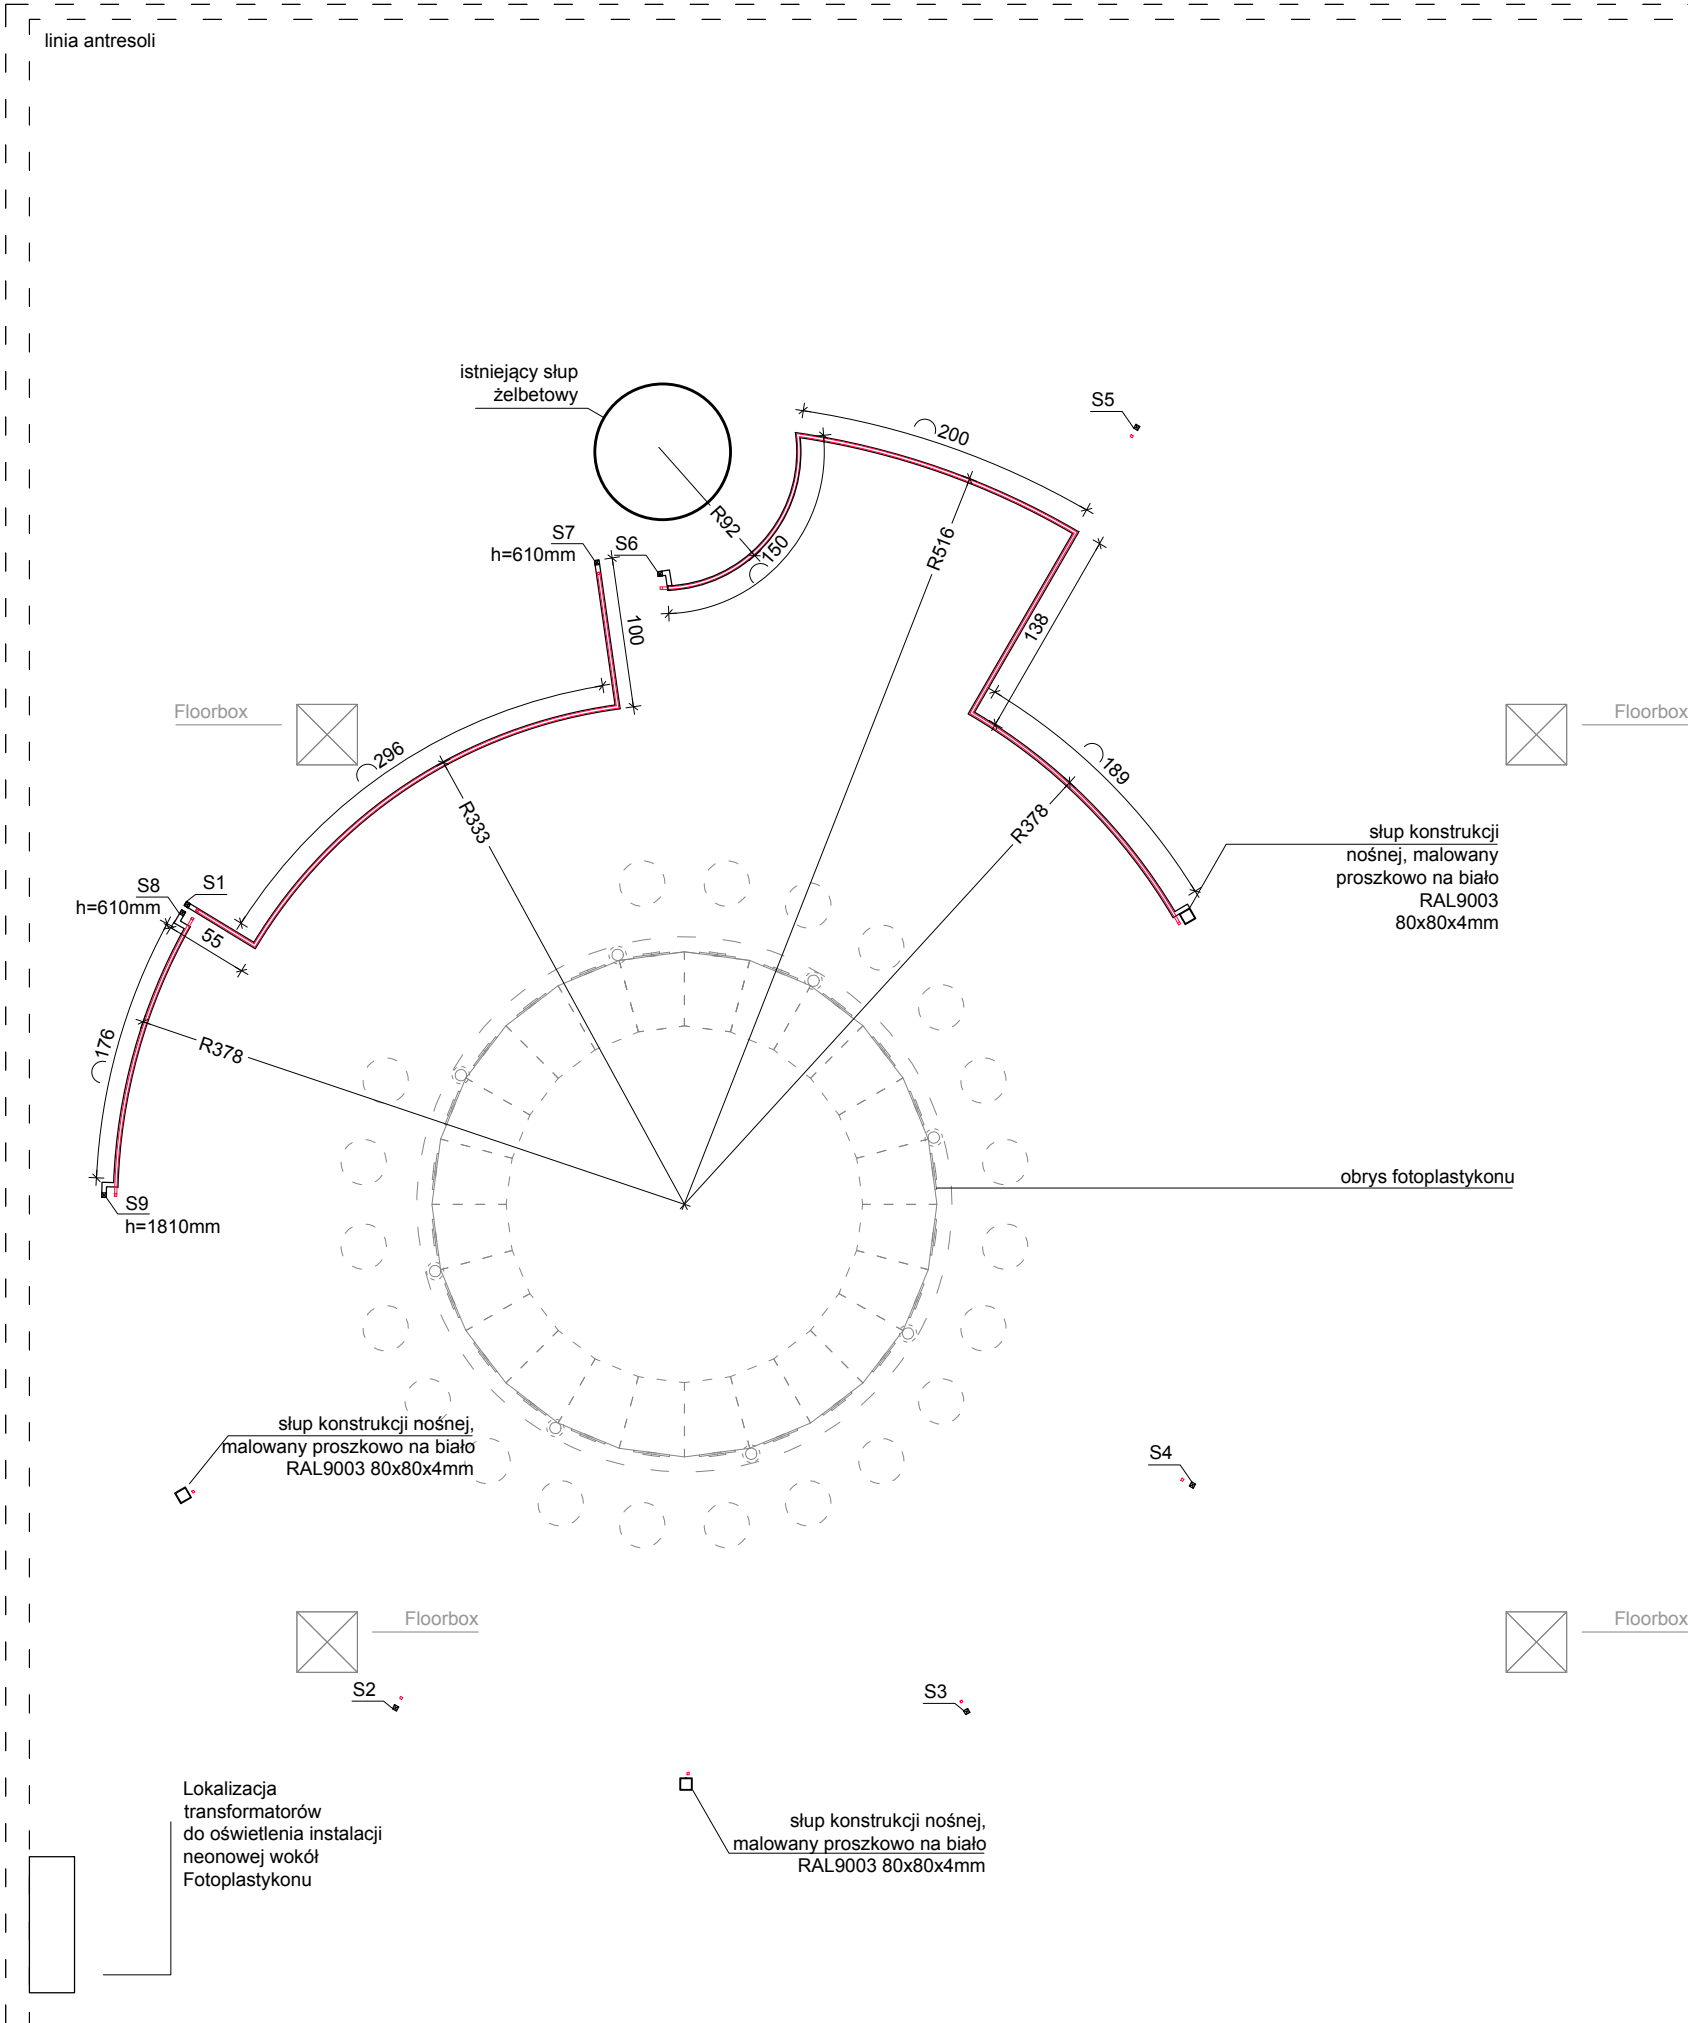 linia antresoli
istniejący słup
żelbetowy
S5
200
R92
150
S7
h=610mm
S6
R516
100
138
Floorbox
Floorbox
296
189
R333
R378
słup konstrukcji
nośnej, malowany
proszkowo na biało
RAL9003
80x80x4mm
S8
h=610mm
S1
55
176
R378
obrys fotoplastykonu
S9
h=1810mm
słup konstrukcji nośnej,
malowany proszkowo na biało
RAL9003 80x80x4mm
S4
Floorbox
Floorbox
S2
S3
Lokalizacja
transformatorów
do oświetlenia instalacji
neonowej wokół
Fotoplastykonu
słup konstrukcji nośnej,
malowany proszkowo na biało
RAL9003 80x80x4mm